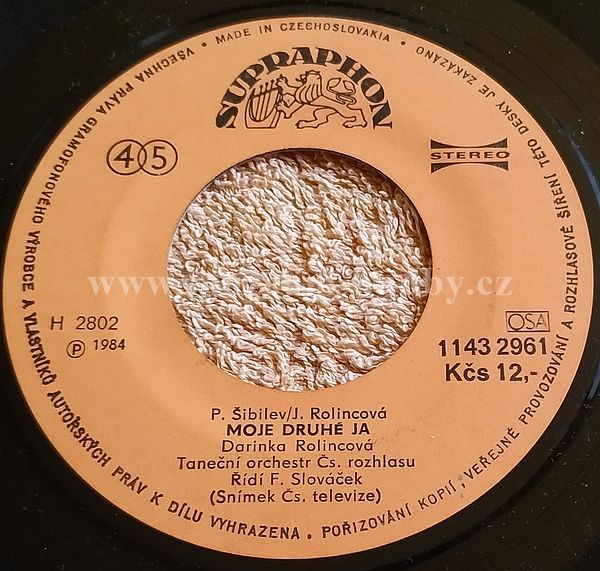 VŠECHNA PRÁVA GRAMOFONOVÉHO VÝROBCE A VLASTNÍKŮ AUTORSKÝCH PRÁV K DÍLU VYHRAZENA. POŘIZOVÁNÍ KOPIÍ, VEŘEJNÉ PROVOZOVÁNÍ A ROZHLASOVÉ ŠÍŘENÍ TÉTO DESKY JE ZAKÁZÁNO
• MADE IN CZECHOSLOVAKIA •
SUPRAPHON
45
STEREO
H 2802
Ⓟ 1984
OSA
1143 2961
Kčs 12,-
P. Šibilev/J. Rolincová
MOJE DRUHÉ JA
Darinka Rolincová
Taneční orchestr Čs. rozhlasu
Řídí F. Slováček
(Snímek Čs. televize)